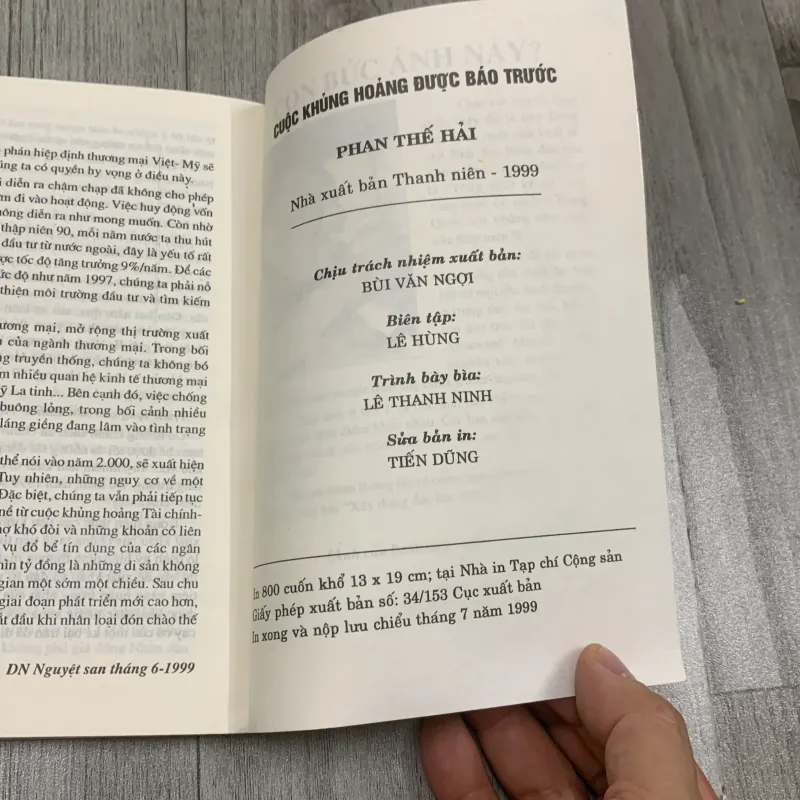 phán hiệp định thương mại Việt- Mỹ sẽ
úng ta có quyền hy vọng ở điều này.
i diễn ra chậm chạp đã không cho phép
m đi vào hoạt động. Việc huy động vốn
hông diễn ra như mong muốn. Còn nhờ
thập niên 90, mỗi năm nước ta thu hút
đầu tư từ nước ngoài, đây là yếu tố rất
ợc tốc độ tăng trưởng 9%/năm. Để các
ức độ như năm 1997, chúng ta phải nỗ
thiện môi trường đầu tư và tìm kiếm
ương mại, mở rộng thị trường xuất
của ngành thương mại. Trong bối
ng truyền thống, chúng ta không bỏ
m nhiều quan hệ kinh tế thương mại
ỹ La tinh... Bên cạnh đó, việc chống
buông lỏng, trong bối cảnh nhiều
láng giềng đang lâm vào tình trạng
thể nói vào năm 2.000, sẽ xuất hiện
Tuy nhiên, những nguy cơ về một
Đặc biệt, chúng ta vẫn phải tiếp tục
nề từ cuộc khủng hoảng Tài chính-
nợ khó đòi và những khoản có liên
vụ đổ bể tín dụng của các ngân
hìn tỷ đồng là những di sản không
gian một sớm một chiều. Sau chu
giai đoạn phát triển mới cao hơn,
ắt đầu khi nhân loại đón chào thế
DN Nguyệt san tháng 6-1999
CUỘC KHỦNG HOẢNG ĐƯỢC BÁO TRƯỚC
PHAN THẾ HẢI
Nhà xuất bản Thanh niên - 1999
Chịu trách nhiệm xuất bản:
BÙI VĂN NGỢI
Biên tập:
LÊ HÙNG
Trình bày bìa:
LÊ THANH NINH
Sửa bản in:
TIẾN DŨNG
In 800 cuốn khổ 13 x 19 cm; tại Nhà in Tạp chí Cộng sản
Giấy phép xuất bản số: 34/153 Cục xuất bản
In xong và nộp lưu chiểu tháng 7 năm 1999